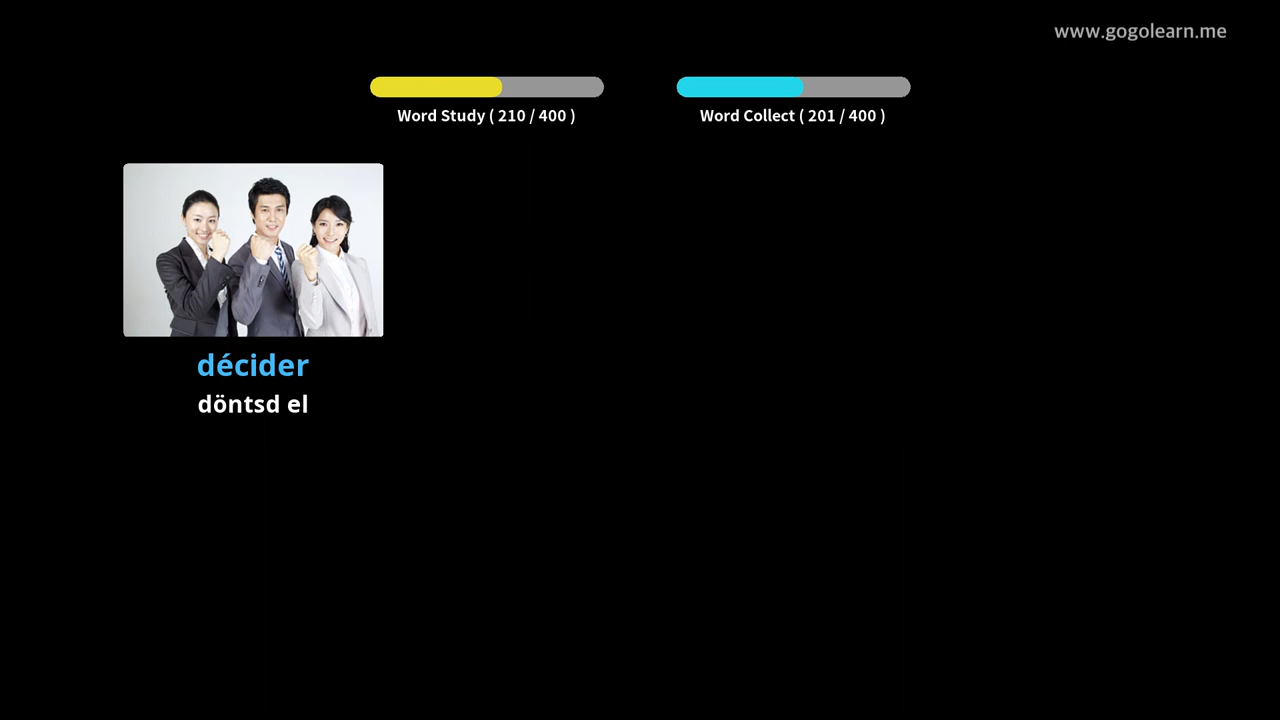 www.gogolearn.me
Word Study ( 210 / 400 )
Word Collect ( 201 / 400 )
décider
döntsd el